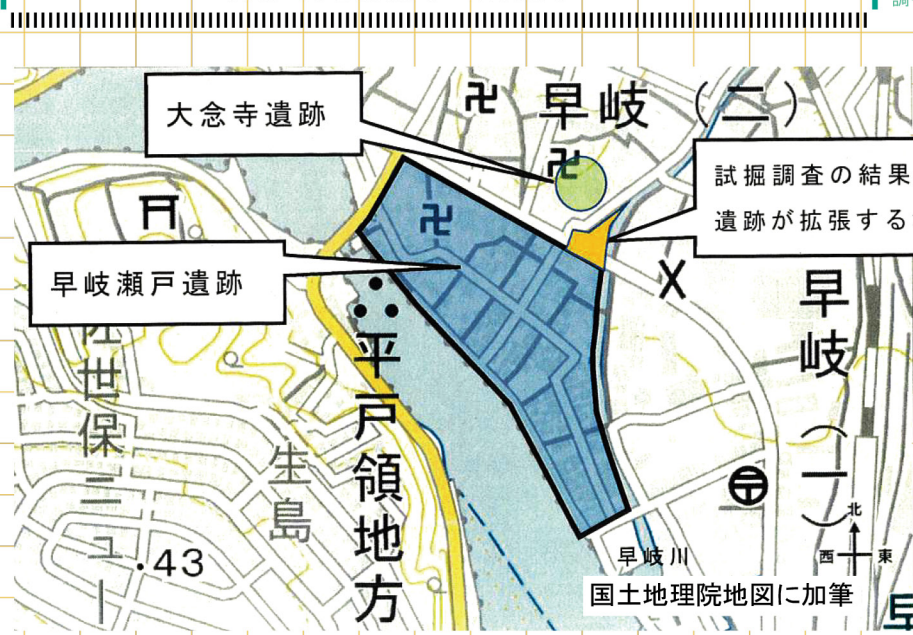 調
大念寺遺跡
早岐(二)
試掘調査の結果
遺跡が拡張する
早岐瀬戸遺跡
早岐(一)
平戸領地方
佐世保ニュー
生島
・43
早岐川
北
西
東
国土地理院地図に加筆
早